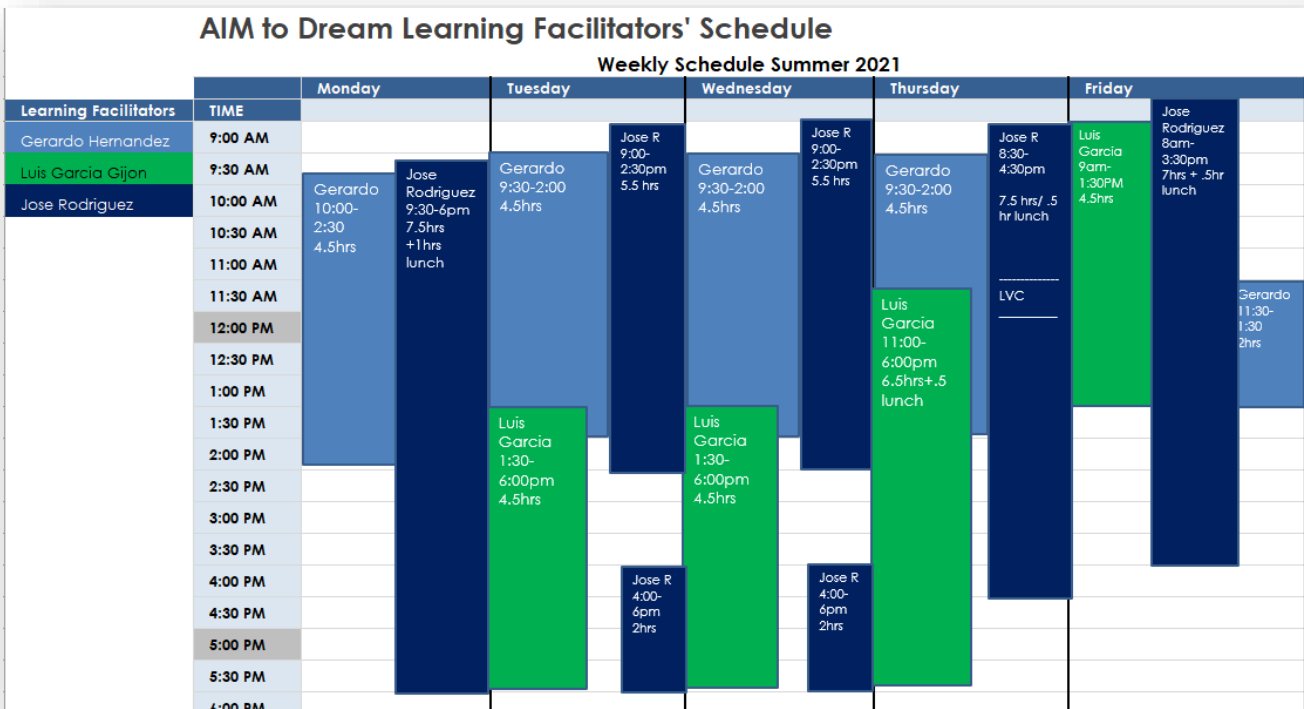 AIM to Dream Learning Facilitators' Schedule
Weekly Schedule Summer 2021
Monday Tuesday Wednesday Thursday Friday
Learning Facilitators TIME
Gerardo Hernandez
Luis Garcia Gijon
Jose Rodriguez
9:00 AM
9:30 AM
10:00 AM
10:30 AM
11:00 AM
11:30 AM
12:00 PM
12:30 PM
1:00 PM
1:30 PM
2:00 PM
2:30 PM
3:00 PM
3:30 PM
4:00 PM
4:30 PM
5:00 PM
5:30 PM
6:00 PM
Gerardo
10:00-
2:30
4.5hrs
Jose
Rodriguez
9:30-6pm
7.5hrs
+1hrs
lunch
Gerardo
9:30-2:00
4.5hrs
Jose R
9:00-
2:30pm
5.5 hrs
Luis
Garcia
1:30-
6:00pm
4.5hrs
Jose R
4:00-
6pm
2hrs
Gerardo
9:30-2:00
4.5hrs
Jose R
9:00-
2:30pm
5.5 hrs
Luis
Garcia
1:30-
6:00pm
4.5hrs
Jose R
4:00-
6pm
2hrs
Gerardo
9:30-2:00
4.5hrs
Luis
Garcia
11:00-
6:00pm
6.5hrs+.5
lunch
Jose R
8:30-
4:30pm
7.5 hrs/ .5
hr lunch
LVC
Luis
Garcia
9am-
1:30PM
4.5hrs
Jose
Rodriguez
8am-
3:30pm
7hrs + .5hr
lunch
Gerardo
11:30-
1:30
2hrs